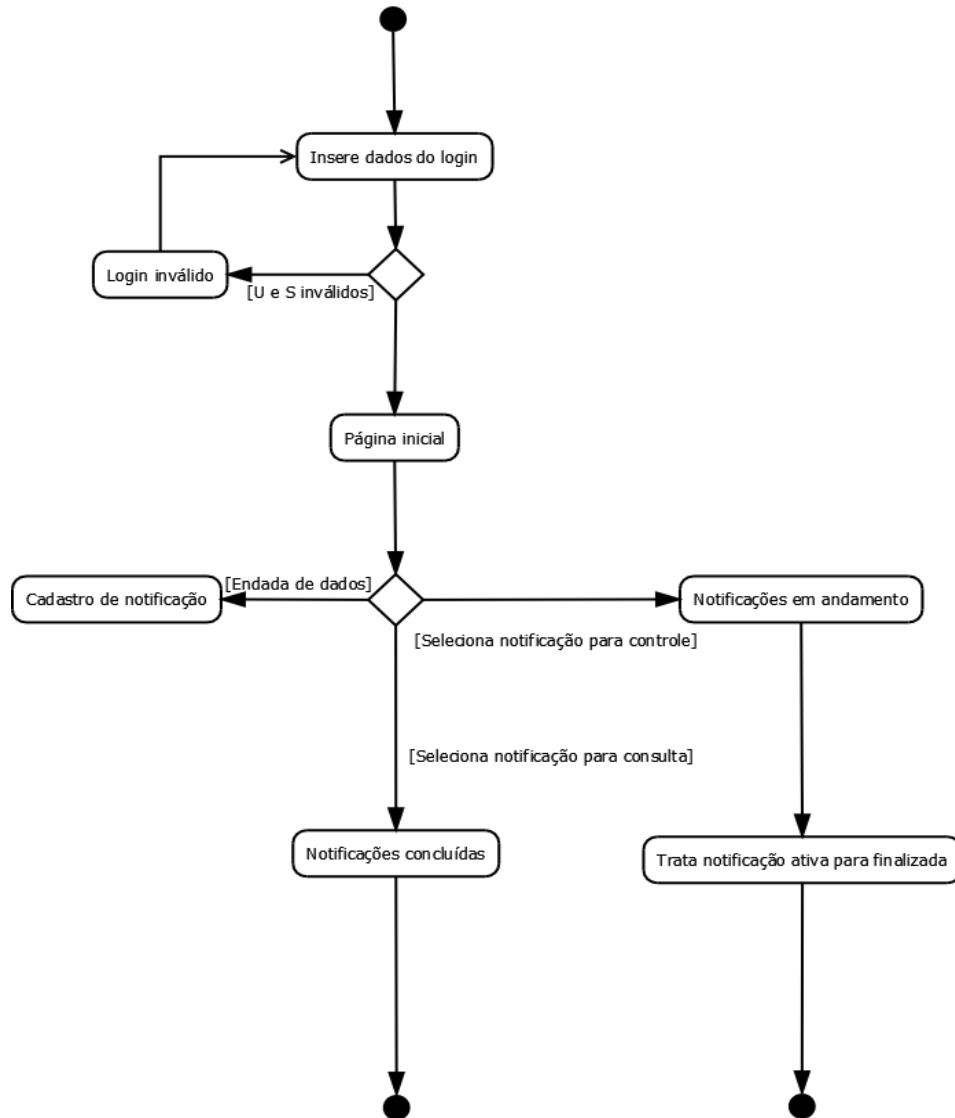 Insere dados do login
Login inválido
[U e S inválidos]
Página inicial
[Endada de dados]
Cadastro de notificação
Notificações em andamento
[Seleciona notificação para controle]
[Seleciona notificação para consulta]
Notificações concluídas
Trata notificação ativa para finalizada